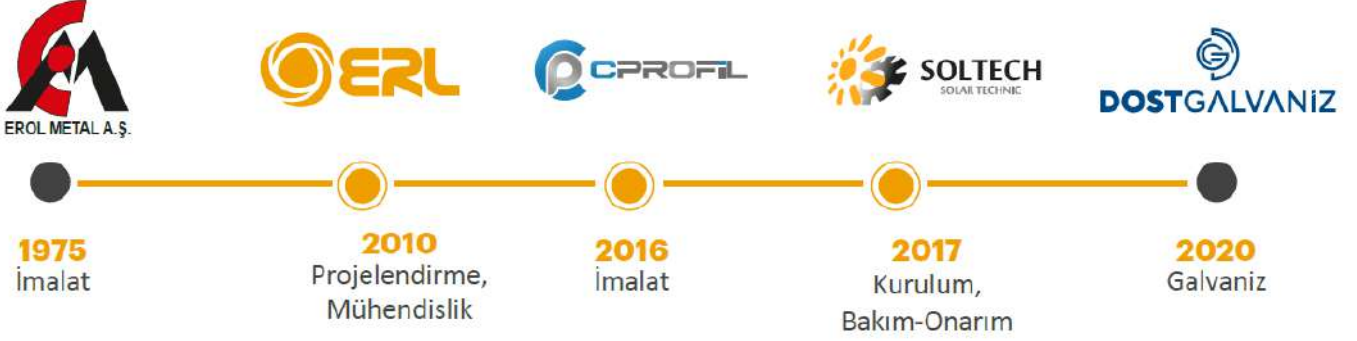 EROL METAL A.Ş.
ERL
CPROFIL
SOLTECH
SOLAR TECHNIC
DOSTGALVANİZ
1975
İmalat
2010
Projelendirme,
Mühendislik
2016
İmalat
2017
Kurulum,
Bakım-Onarım
2020
Galvaniz